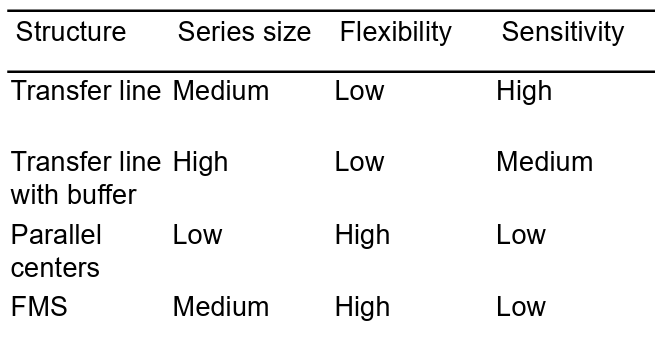 Structure Series size Flexibility Sensitivity
Transfer line Medium Low High
Transfer line High Low Medium
with buffer
Parallel Low High Low
centers
FMS Medium High Low